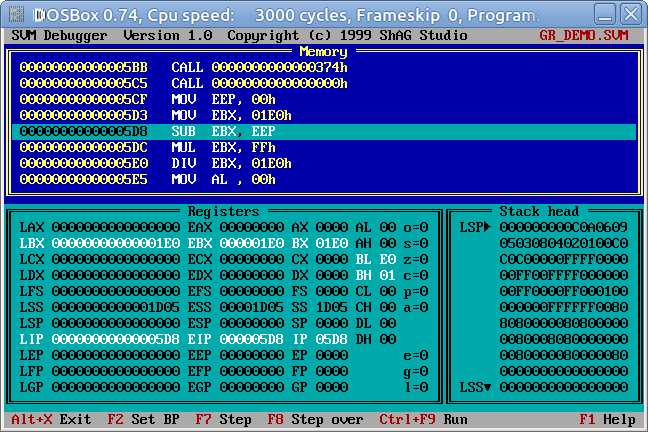 DOSBox 0.74, Cpu speed: 3000 cycles, Frameskip 0, Program:
SVM Debugger Version 1.0 Copyright (c) 1999 ShAG Studio GR_DEMO.SVM
Memory
00000000000005BB CALL 0000000000000374h
00000000000005C5 CALL 0000000000000000h
00000000000005CF MOV EEP, 00h
00000000000005D3 MOV EBX, 01E0h
00000000000005D8 SUB EBX, EEP
00000000000005DC MUL EBX, FFh
00000000000005E0 DIV EBX, 01E0h
00000000000005E5 MOV AL , 00h
Registers Stack head
LAX 0000000000000000 EAX 00000000 AX 0000 AL 00 o=0 LSP 000000000C0A0609
LBX 00000000000001E0 EBX 000001E0 BX 01E0 AH 00 s=0 05030804020100C0
LCX 0000000000000000 ECX 00000000 CX 0000 BL E0 z=0 C0C00000FFFF0000
LDX 0000000000000000 EDX 00000000 DX 0000 BH 01 c=0 00FF00FFFF000000
LFS 0000000000000000 EFS 00000000 FS 0000 CL 00 p=0 00FF0000FF000100
LSS 0000000000001D05 ESS 00001D05 SS 1D05 CH 00 a=0 000000FFFFFF0080
LSP 0000000000000000 ESP 00000000 SP 0000 DL 00 8080000080800000
LIP 00000000000005D8 EIP 000005D8 IP 05D8 DH 00 0080008080000000
LEP 0000000000000000 EEP 00000000 EP 0000 e=0 0080000080000080
LFP 0000000000000000 EFP 00000000 FP 0000 g=0 0000000000000000
LGP 0000000000000000 EGP 00000000 GP 0000 l=0 LSS▼ 0000000000000000
Alt+X Exit F2 Set BP F7 Step F8 Step over Ctrl+F9 Run F1 Help